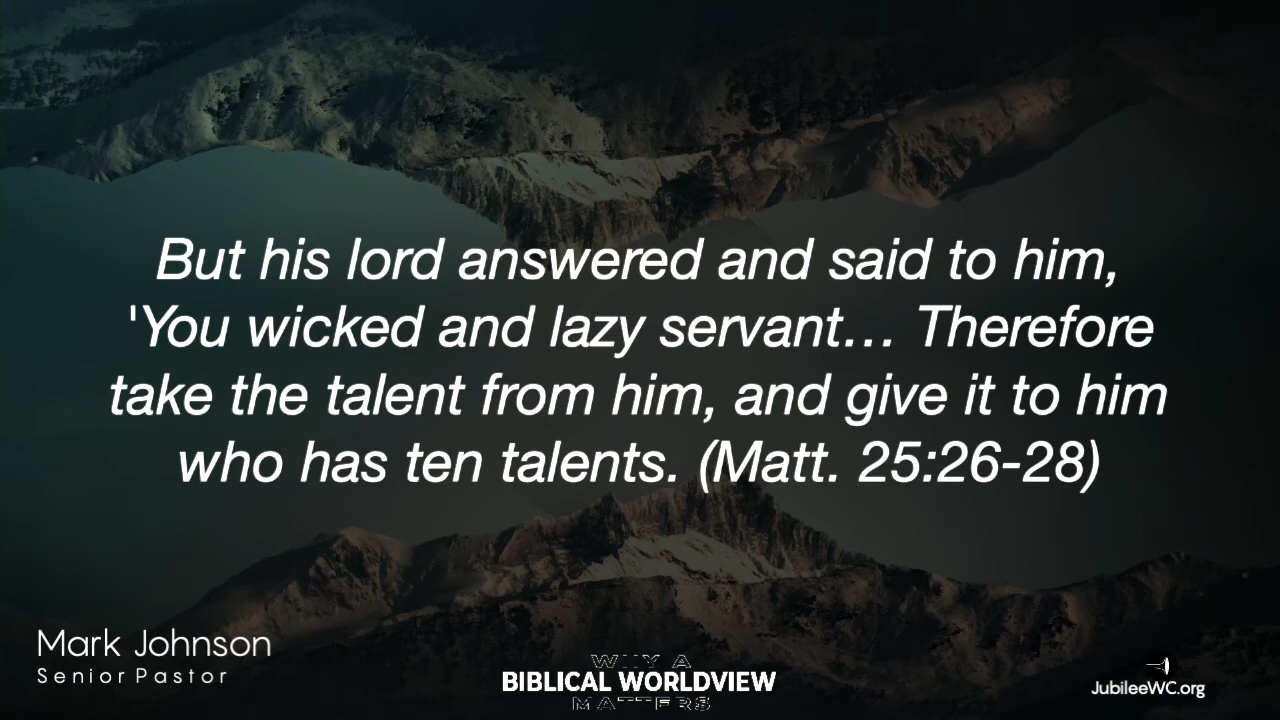 But his lord answered and said to him,
'You wicked and lazy servant… Therefore
take the talent from him, and give it to him
who has ten talents. (Matt. 25:26-28)
Mark Johnson
Senior Pastor
WHY A
BIBLICAL WORLDVIEW
MATTERS
JubileeWC.org